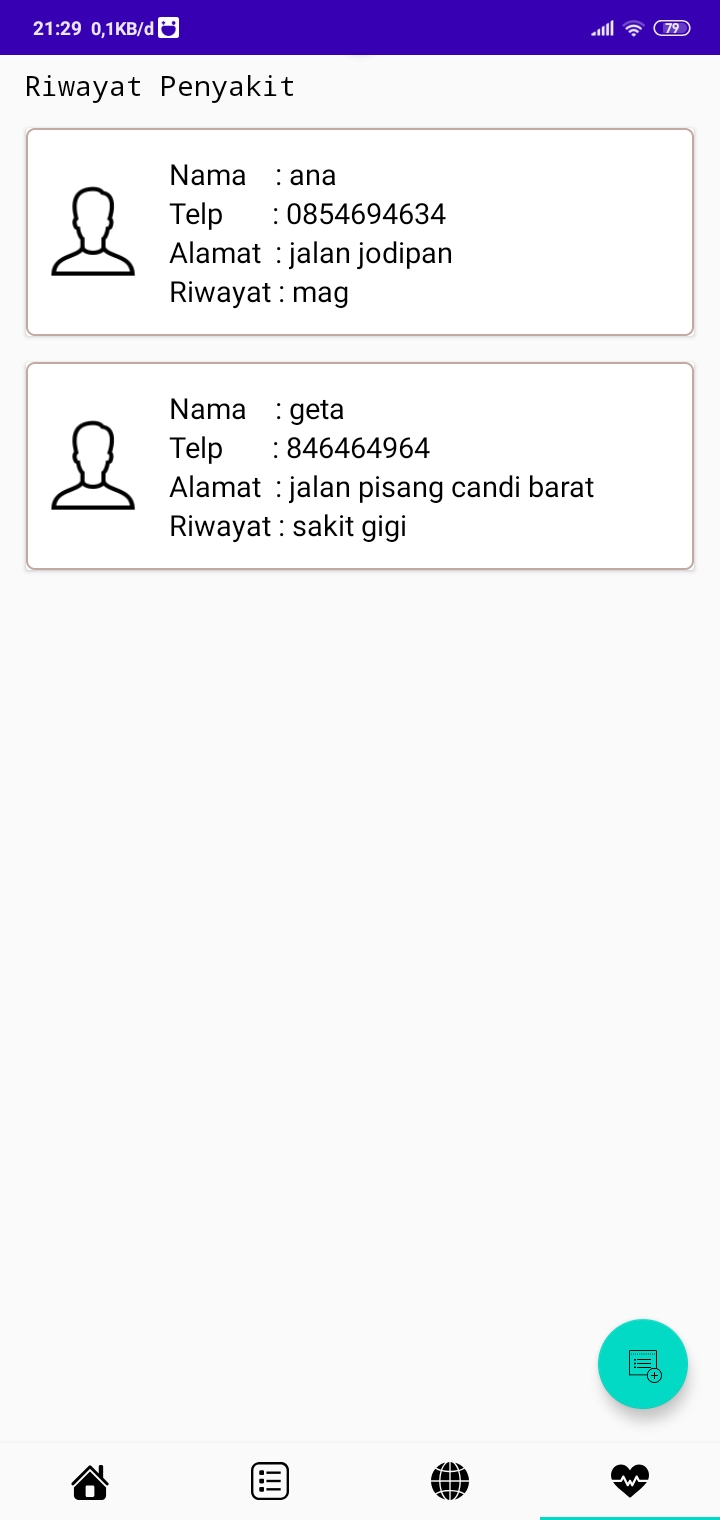 21:29 0,1KB/d 79
Riwayat Penyakit
Nama : ana
Telp : 0854694634
Alamat : jalan jodipan
Riwayat : mag
Nama : geta
Telp : 846464964
Alamat : jalan pisang candi barat
Riwayat : sakit gigi